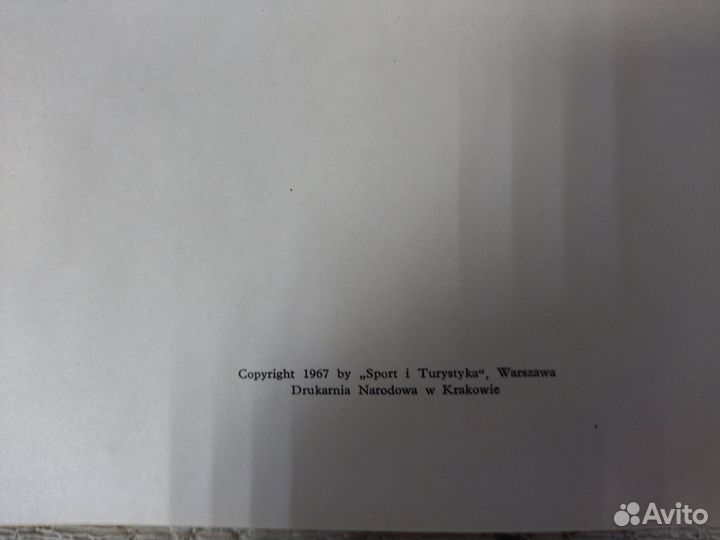 Copyright 1967 by „Sport i Turystyka“, Warszawa
Drukarnia Narodowa w Krakowie
Avito